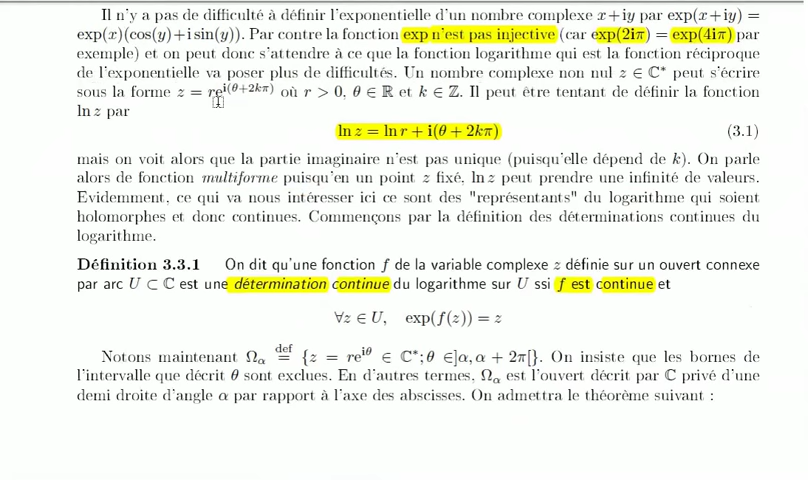 Il n'y a pas de difficulté à définir l'exponentielle d'un nombre complexe x+iy par exp(x+iy) =
exp(x)(cos(y)+i sin(y)). Par contre la fonction exp n'est pas injective (car exp(2iπ) = exp(4iπ) par
exemple) et on peut donc s'attendre à ce que la fonction logarithme qui est la fonction réciproque
de l'exponentielle va poser plus de difficultés. Un nombre complexe non nul z ∈ ℂ* peut s'écrire
sous la forme z = re^{i(θ+2kπ)} où r > 0, θ ∈ ℝ et k ∈ ℤ. Il peut être tentant de définir la fonction
ln z par
ln z = ln r + i(θ + 2kπ) (3.1)
mais on voit alors que la partie imaginaire n'est pas unique (puisqu'elle dépend de k). On parle
alors de fonction multiforme puisqu'en un point z fixé, ln z peut prendre une infinité de valeurs.
Evidemment, ce qui va nous intéresser ici ce sont des "représentants" du logarithme qui soient
holomorphes et donc continues. Commençons par la définition des déterminations continues du
logarithme.
Définition 3.3.1 On dit qu'une fonction f de la variable complexe z définie sur un ouvert connexe
par arc U ⊂ ℂ est une détermination continue du logarithme sur U ssi f est continue et
∀z ∈ U, exp(f(z)) = z
Notons maintenant Ω_α def= {z = re^{iθ} ∈ ℂ*; θ ∈]α, α + 2π[}. On insiste que les bornes de
l'intervalle que décrit θ sont exclues. En d'autres termes, Ω_α est l'ouvert décrit par ℂ privé d'une
demi droite d'angle α par rapport à l'axe des abscisses. On admettra le théorème suivant :